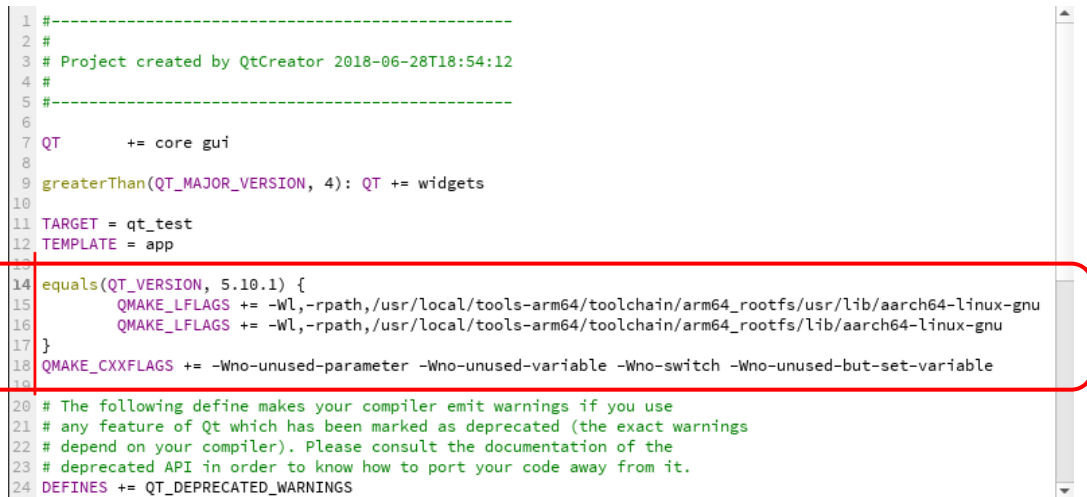 1 #-------------------------------------------------
2 #
3 # Project created by QtCreator 2018-06-28T18:54:12
4 #
5 #-------------------------------------------------
6
7 QT       += core gui
8
9 greaterThan(QT_MAJOR_VERSION, 4): QT += widgets
10
11 TARGET = qt_test
12 TEMPLATE = app
13
14 equals(QT_VERSION, 5.10.1) {
15         QMAKE_LFLAGS += -Wl,-rpath,/usr/local/tools-arm64/toolchain/arm64_rootfs/usr/lib/aarch64-linux-gnu
16         QMAKE_LFLAGS += -Wl,-rpath,/usr/local/tools-arm64/toolchain/arm64_rootfs/lib/aarch64-linux-gnu
17 }
18 QMAKE_CXXFLAGS += -Wno-unused-parameter -Wno-unused-variable -Wno-switch -Wno-unused-but-set-variable
19
20 # The following define makes your compiler emit warnings if you use
21 # any feature of Qt which has been marked as deprecated (the exact warnings
22 # depend on your compiler). Please consult the documentation of the
23 # deprecated API in order to know how to port your code away from it.
24 DEFINES += QT_DEPRECATED_WARNINGS